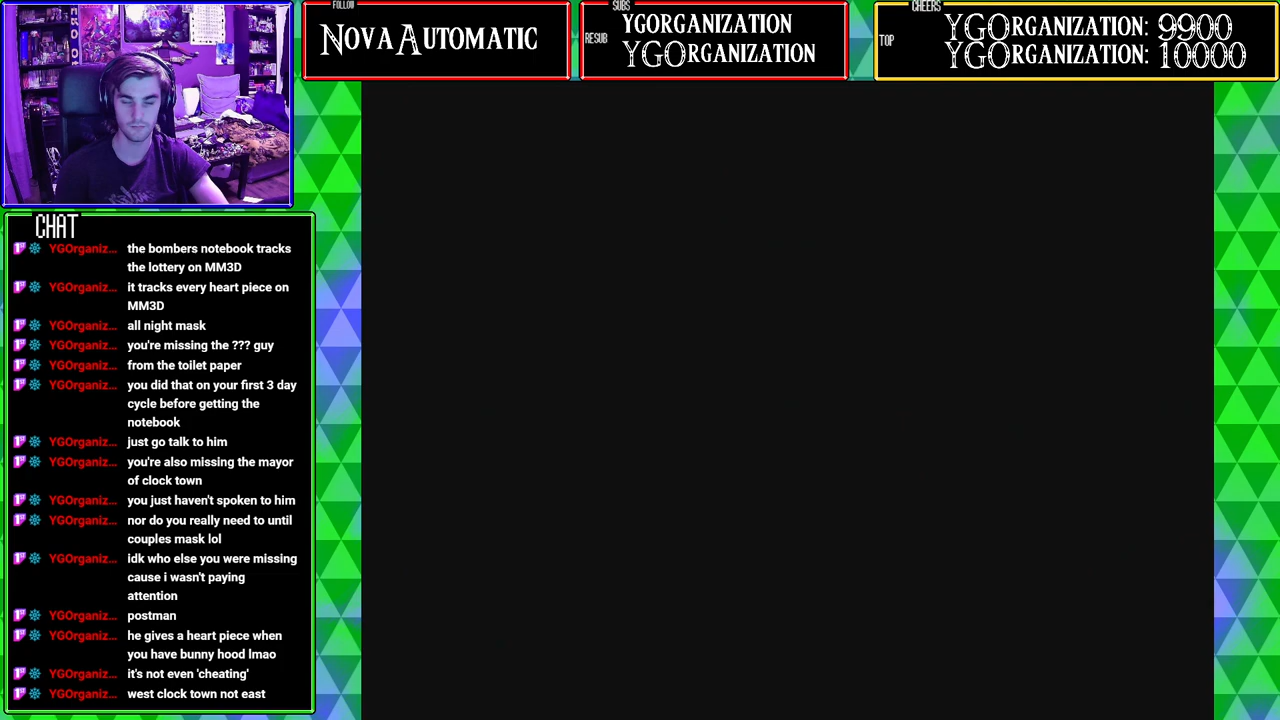 FOLLOW
NovaAutomatic
SUBS
YGORGANIZATION
RESUB
YGORGANIZATION
CHEERS
TOP
YGORGANIZATION: 9900
YGORGANIZATION: 10000
CHAT
YGOrganiz... the bombers notebook tracks
the lottery on MM3D
YGOrganiz... it tracks every heart piece on
MM3D
YGOrganiz... all night mask
YGOrganiz... you're missing the ??? guy
YGOrganiz... from the toilet paper
YGOrganiz... you did that on your first 3 day
cycle before getting the
notebook
YGOrganiz... just go talk to him
YGOrganiz... you're also missing the mayor
of clock town
YGOrganiz... you just haven't spoken to him
YGOrganiz... nor do you really need to until
couples mask lol
YGOrganiz... idk who else you were missing
cause i wasn't paying
attention
YGOrganiz... postman
YGOrganiz... he gives a heart piece when
you have bunny hood lmao
YGOrganiz... it's not even 'cheating'
YGOrganiz... west clock town not east